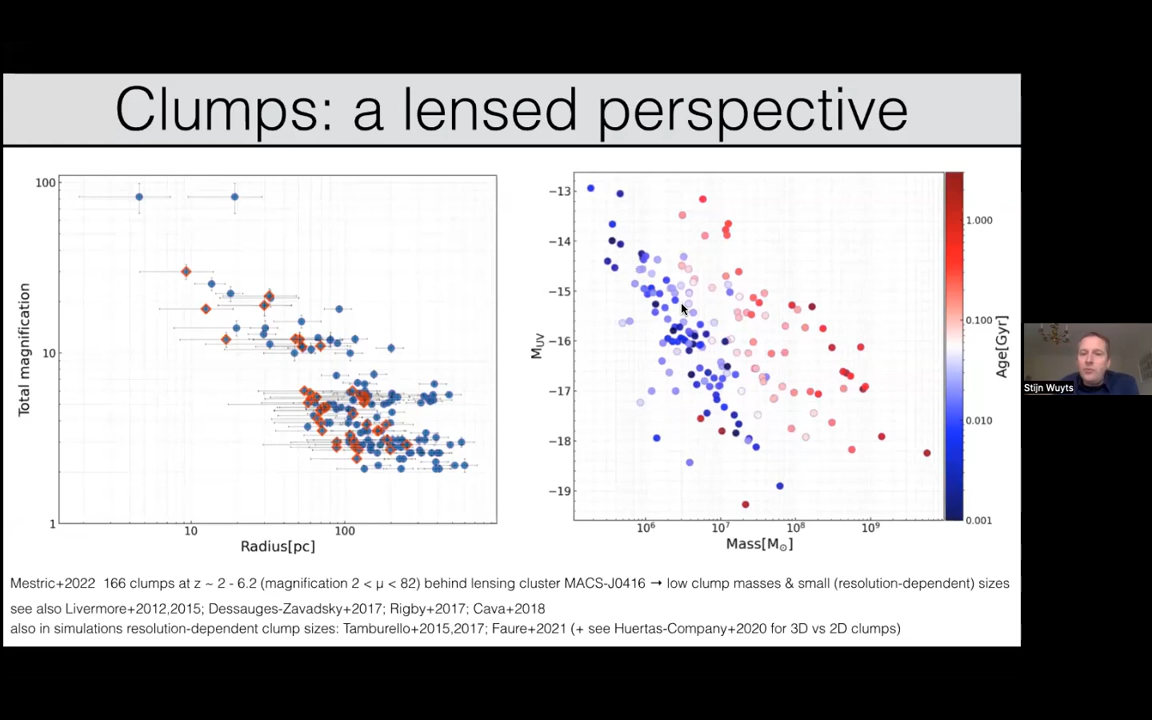 Clumps: a lensed perspective
100
10
1
10
100
Total magnification
Radius[pc]
−13
−14
−15
−16
−17
−18
−19
M_UV
10^6
10^7
10^8
10^9
Mass[M_⊙]
1.000
0.100
0.010
0.001
Age[Gyr]
Stijn Wuyts
Mestric+2022 166 clumps at z ~ 2 - 6.2 (magnification 2 < μ < 82) behind lensing cluster MACS-J0416 → low clump masses & small (resolution-dependent) sizes
see also Livermore+2012,2015; Dessauges-Zavadsky+2017; Rigby+2017; Cava+2018
also in simulations resolution-dependent clump sizes: Tamburello+2015,2017; Faure+2021 (+ see Huertas-Company+2020 for 3D vs 2D clumps)